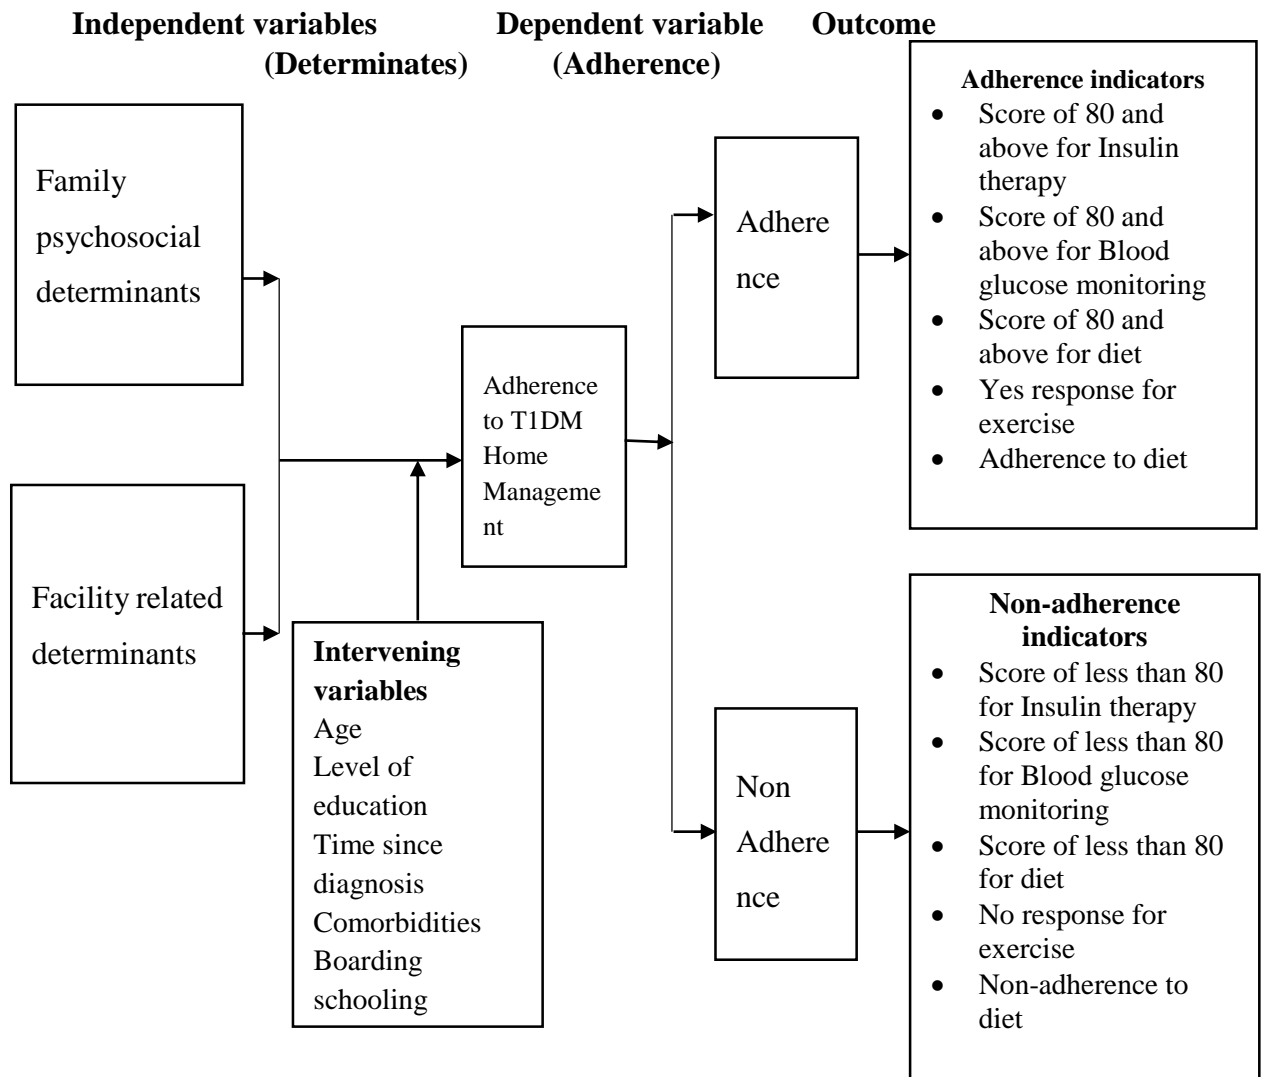 Independent variables Dependent variable Outcome
(Determinates) (Adherence)
Family
psychosocial
determinants
Facility related
determinants
Intervening
variables
Age
Level of
education
Time since
diagnosis
Comorbidities
Boarding
schooling
Adherence
to T1DM
Home
Manageme
nt
Adhere
nce
Non
Adhere
nce
Adherence indicators
• Score of 80 and
above for Insulin
therapy
• Score of 80 and
above for Blood
glucose monitoring
• Score of 80 and
above for diet
• Yes response for
exercise
• Adherence to diet
Non-adherence
indicators
• Score of less than 80
for Insulin therapy
• Score of less than 80
for Blood glucose
monitoring
• Score of less than 80
for diet
• No response for
exercise
• Non-adherence to
diet